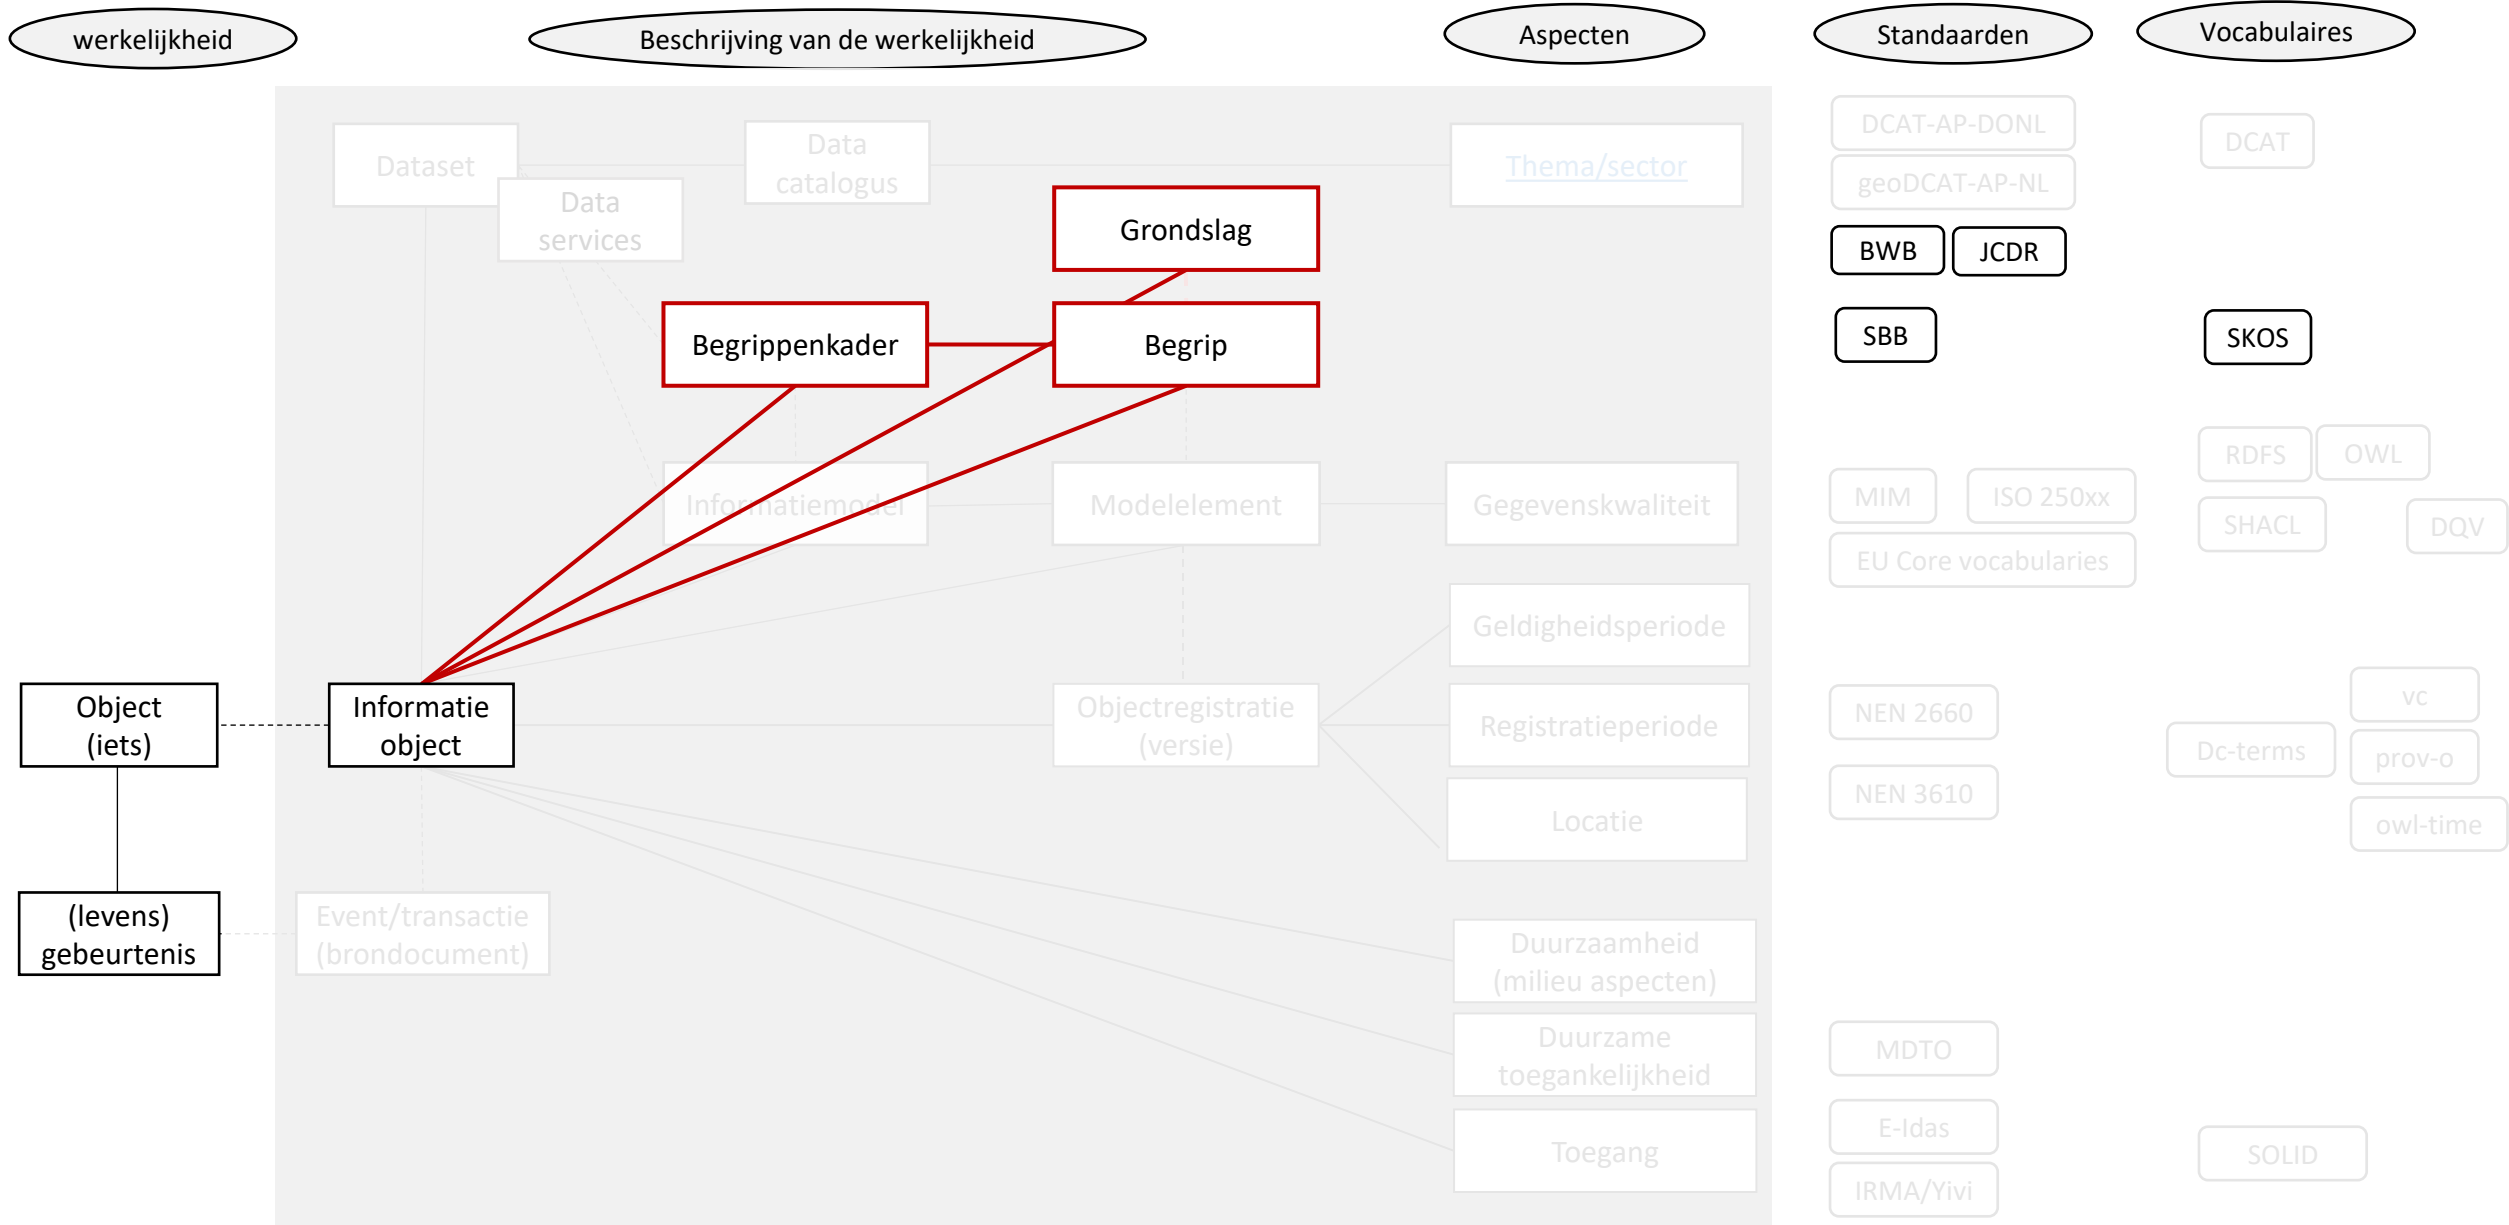 werkelijkheid
Beschrijving van de werkelijkheid
Aspecten
Standaarden
Vocabulaires
Dataset
Data
catalogus
Thema/sector
DCAT-AP-DONL
DCAT
geoDCAT-AP-NL
Data
services
Grondslag
BWB
JCDR
Begrippenkader
Begrip
SBB
SKOS
Informatiemodel
Modelelement
Gegevenskwaliteit
MIM
ISO 250xx
EU Core vocabularies
RDFS
OWL
SHACL
DQV
Geldigheidsperiode
Object
(iets)
Informatie
object
Objectregistratie
(versie)
Registratieperiode
Locatie
NEN 2660
NEN 3610
vc
Dc-terms
prov-o
owl-time
(levens)
gebeurtenis
Event/transactie
(brondocument)
Duurzaamheid
(milieu aspecten)
Duurzame
toegankelijkheid
Toegang
MDTO
E-Idas
IRMA/Yivi
SOLID